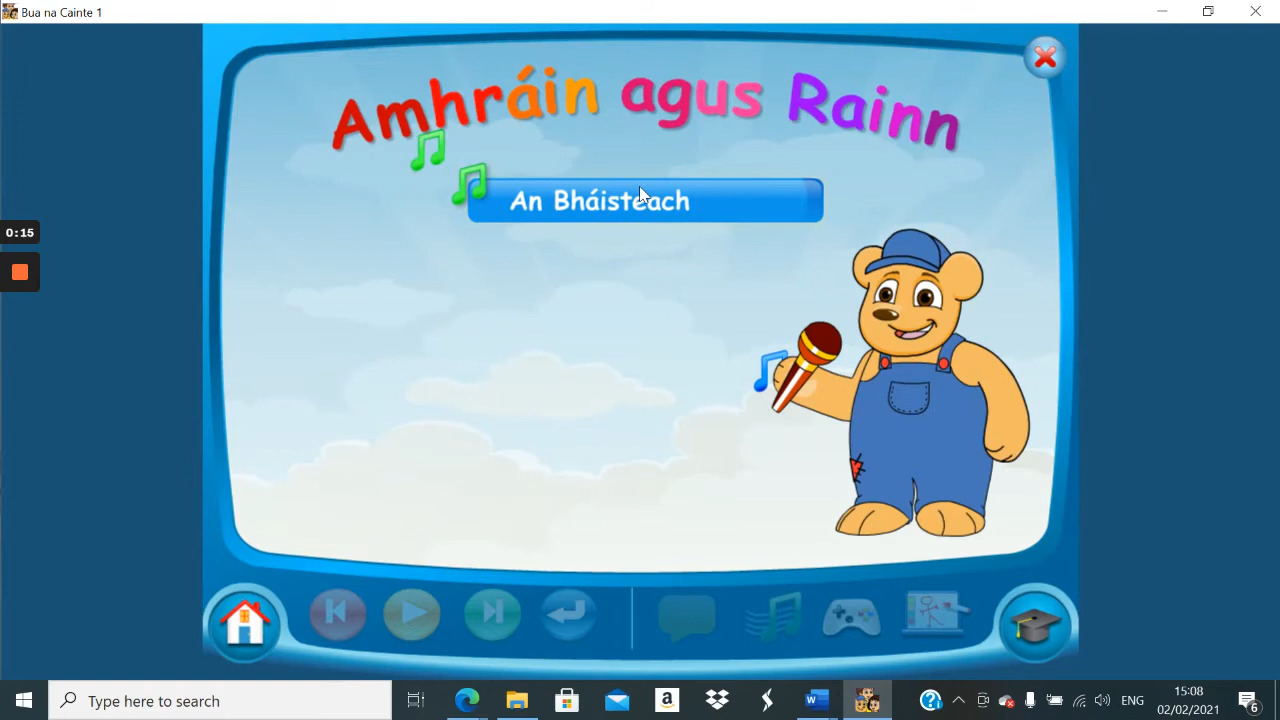 Bua na Cainte 1
Amhráin agus Rainn
An Bháisteach
0:15
Type here to search
ENG
15:08
02/02/2021
6